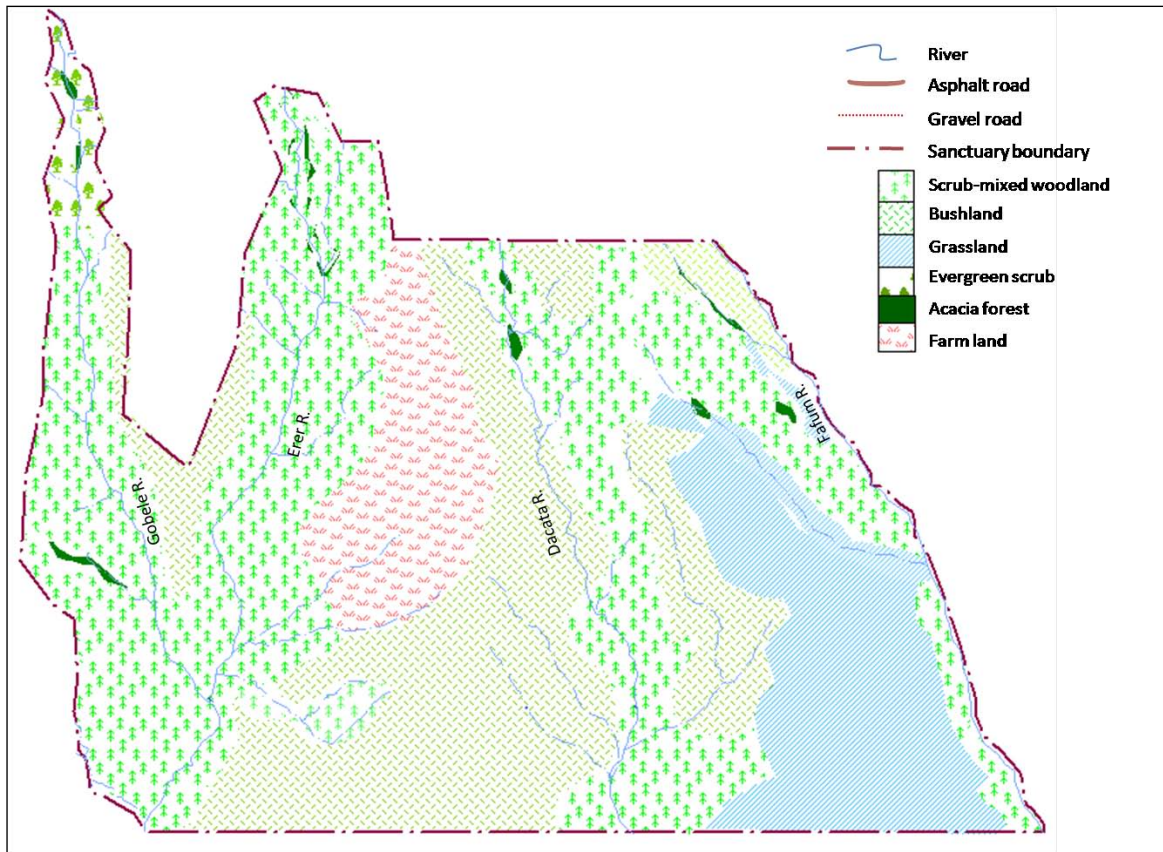 River
Asphalt road
Gravel road
Sanctuary boundary
Scrub-mixed woodland
Bushland
Grassland
Evergreen scrub
Acacia forest
Farm land
Gobele R.
Erer R.
Dacata R.
Fafum R.